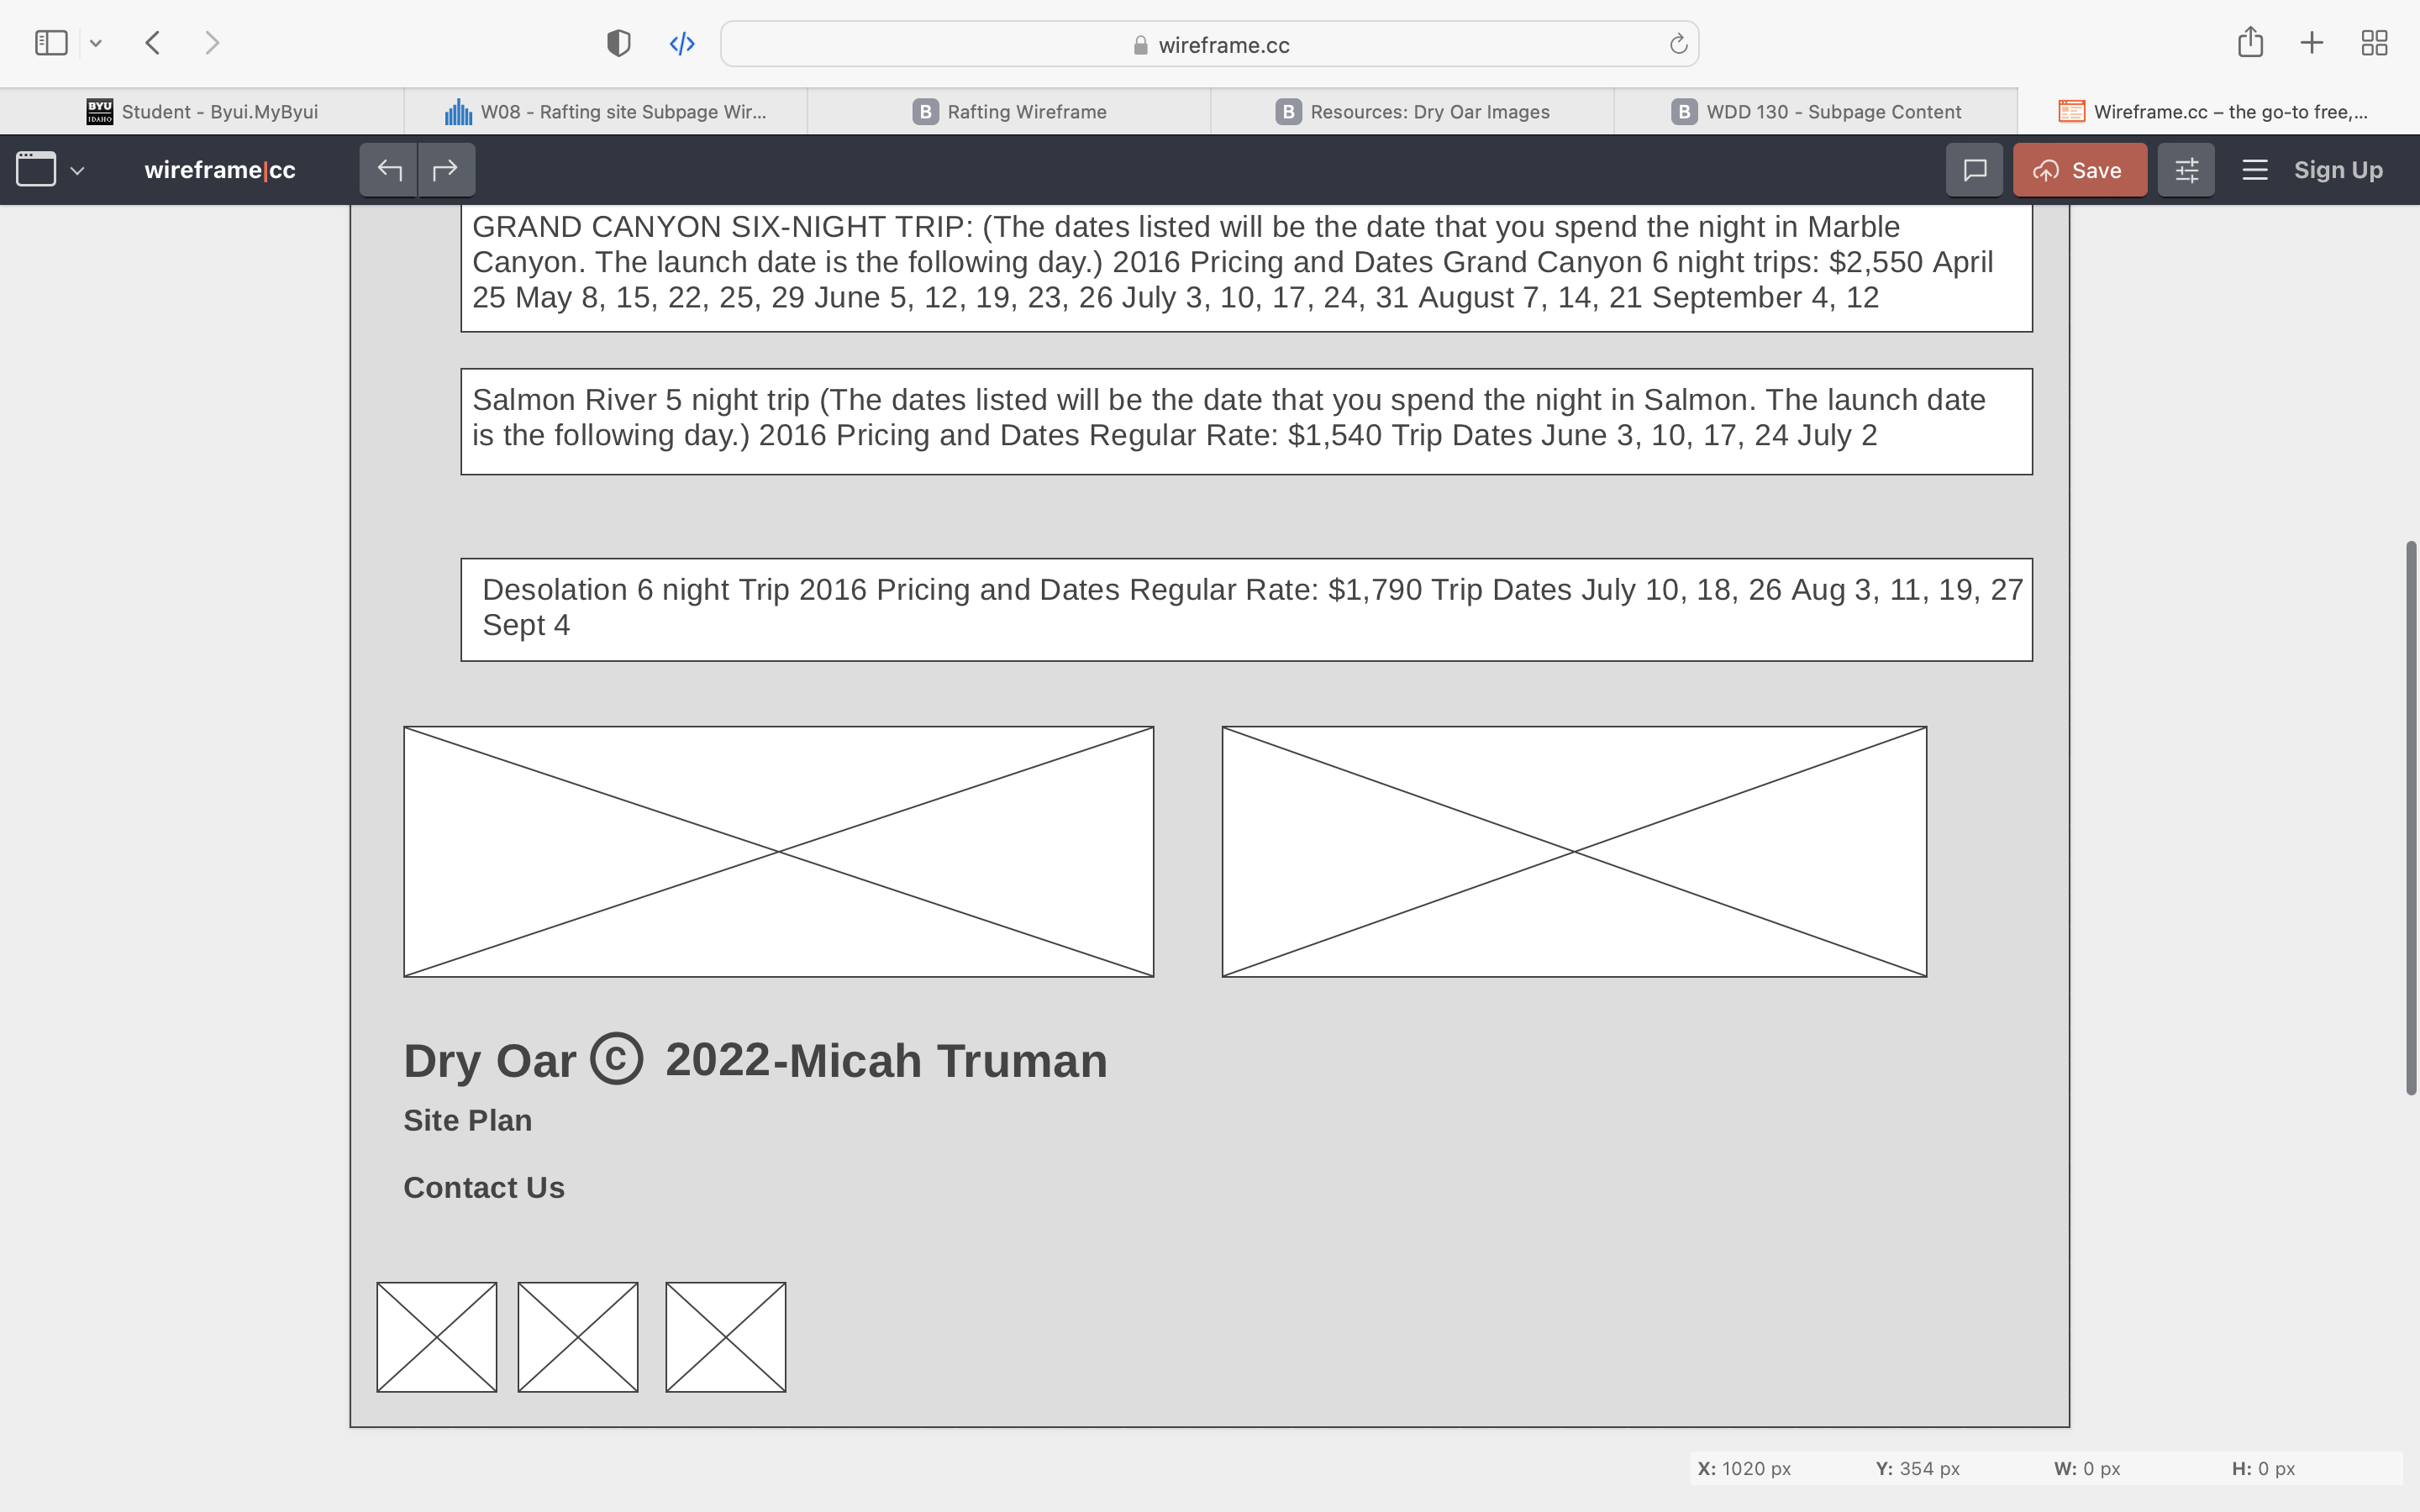 wireframe.cc
BYU IDAHO Student - Byui.MyByui
W08 - Rafting site Subpage Wir...
B Rafting Wireframe
B Resources: Dry Oar Images
B WDD 130 - Subpage Content
Wireframe.cc – the go-to free,...
wireframe|cc
Save
Sign Up
GRAND CANYON SIX-NIGHT TRIP: (The dates listed will be the date that you spend the night in Marble
Canyon. The launch date is the following day.) 2016 Pricing and Dates Grand Canyon 6 night trips: $2,550 April
25 May 8, 15, 22, 25, 29 June 5, 12, 19, 23, 26 July 3, 10, 17, 24, 31 August 7, 14, 21 September 4, 12
Salmon River 5 night trip (The dates listed will be the date that you spend the night in Salmon. The launch date
is the following day.) 2016 Pricing and Dates Regular Rate: $1,540 Trip Dates June 3, 10, 17, 24 July 2
Desolation 6 night Trip 2016 Pricing and Dates Regular Rate: $1,790 Trip Dates July 10, 18, 26 Aug 3, 11, 19, 27
Sept 4
Dry Oar © 2022-Micah Truman
Site Plan
Contact Us
X: 1020 px Y: 354 px W: 0 px H: 0 px